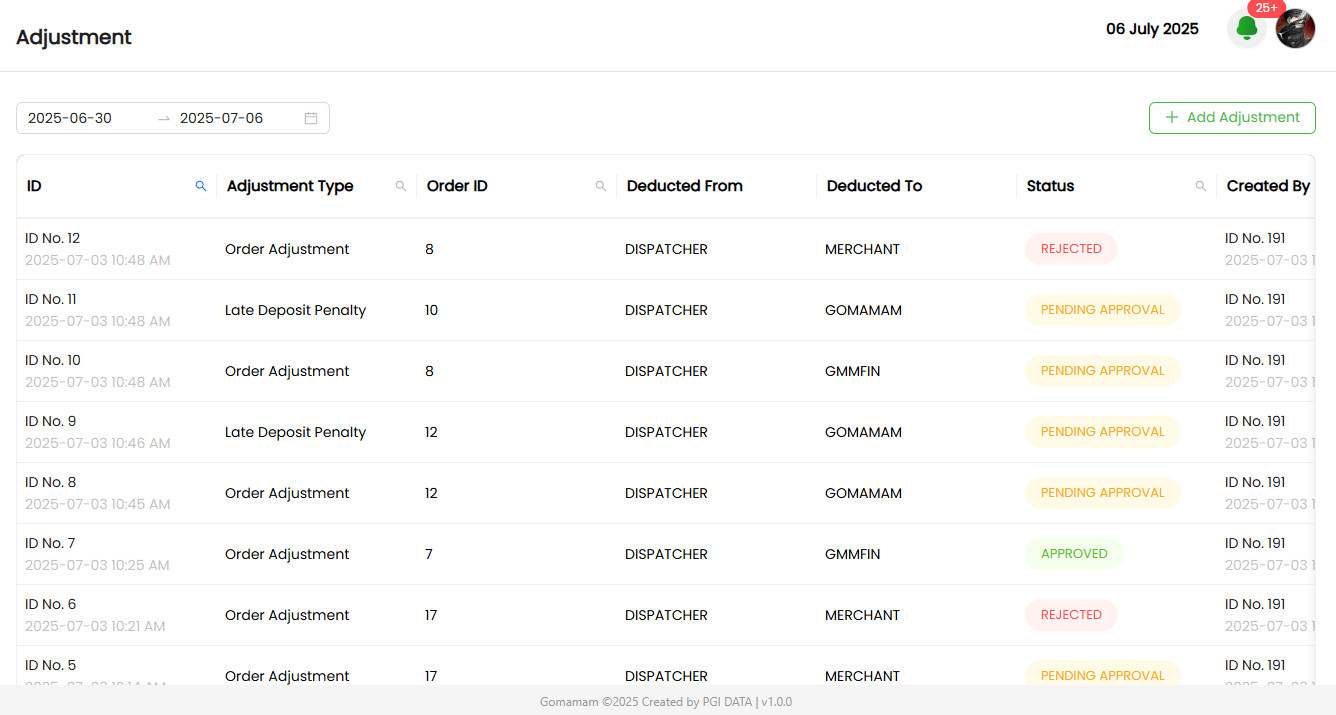 25+
Adjustment
06 July 2025
2025-06-30 → 2025-07-06
+ Add Adjustment
ID Adjustment Type Order ID Deducted From Deducted To Status Created By
ID No. 12
2025-07-03 10:48 AM
Order Adjustment 8 DISPATCHER MERCHANT REJECTED
ID No. 191
2025-07-03 1
ID No. 11
2025-07-03 10:48 AM
Late Deposit Penalty 10 DISPATCHER GOMAMAM PENDING APPROVAL
ID No. 191
2025-07-03 1
ID No. 10
2025-07-03 10:48 AM
Order Adjustment 8 DISPATCHER GMMFIN PENDING APPROVAL
ID No. 191
2025-07-03 1
ID No. 9
2025-07-03 10:46 AM
Late Deposit Penalty 12 DISPATCHER GOMAMAM PENDING APPROVAL
ID No. 191
2025-07-03 1
ID No. 8
2025-07-03 10:45 AM
Order Adjustment 12 DISPATCHER GOMAMAM PENDING APPROVAL
ID No. 191
2025-07-03 1
ID No. 7
2025-07-03 10:25 AM
Order Adjustment 7 DISPATCHER GMMFIN APPROVED
ID No. 191
2025-07-03 1
ID No. 6
2025-07-03 10:21 AM
Order Adjustment 17 DISPATCHER MERCHANT REJECTED
ID No. 191
2025-07-03 1
ID No. 5
Order Adjustment 17 DISPATCHER MERCHANT PENDING APPROVAL
ID No. 191
Gomamam ©2025 Created by PGI DATA | v1.0.0